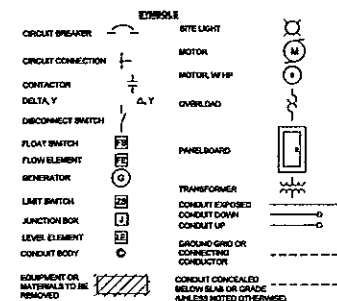 SYMBOLS
CIRCUIT BREAKER
CIRCUIT CONNECTION
CONTACTOR
DELTA, Y
Δ, Y
DISCONNECT SWITCH
FLOAT SWITCH
FS
FLOW ELEMENT
FE
GENERATOR
G
LIMIT SWITCH
ZS
JUNCTION BOX
J
LEVEL ELEMENT
LE
CONDUIT BODY
C
EQUIPMENT OR
MATERIALS TO BE
REMOVED
SITE LIGHT
MOTOR
M
MOTOR, W/ HP
OVERLOAD
PANELBOARD
TRANSFORMER
CONDUIT EXPOSED
CONDUIT DOWN
CONDUIT UP
GROUND GRID OR
CONNECTING
CONDUCTOR
CONDUIT CONCEALED
BELOW SLAB OR GRADE
(UNLESS NOTED OTHERWISE)